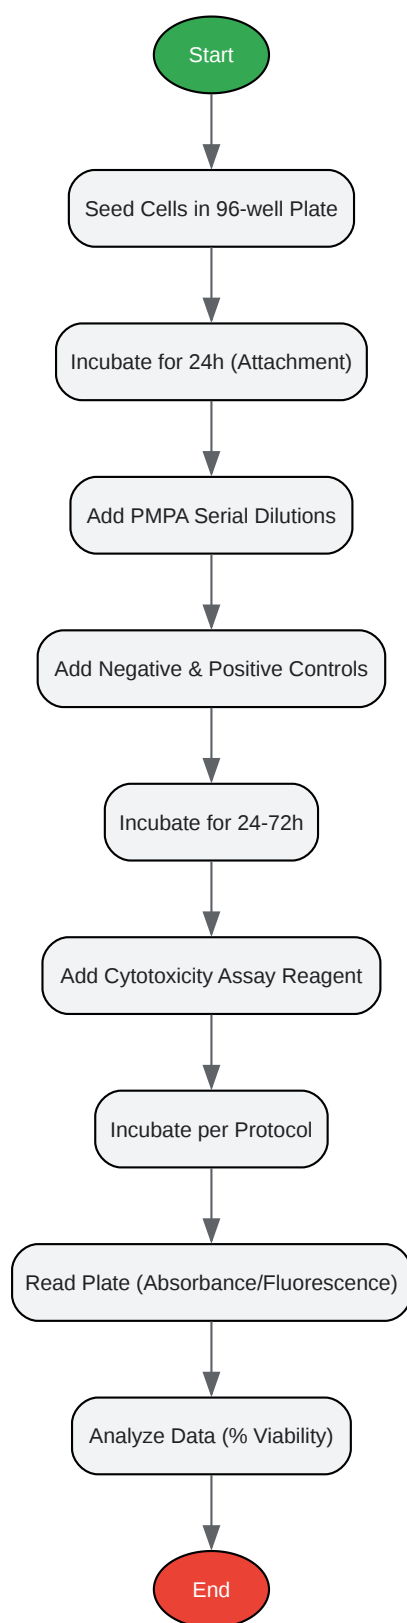 Start
Seed Cells in 96-well Plate
Incubate for 24h (Attachment)
Add PMPA Serial Dilutions
Add Negative & Positive Controls
Incubate for 24-72h
Add Cytotoxicity Assay Reagent
Incubate per Protocol
Read Plate (Absorbance/Fluorescence)
Analyze Data (% Viability)
End